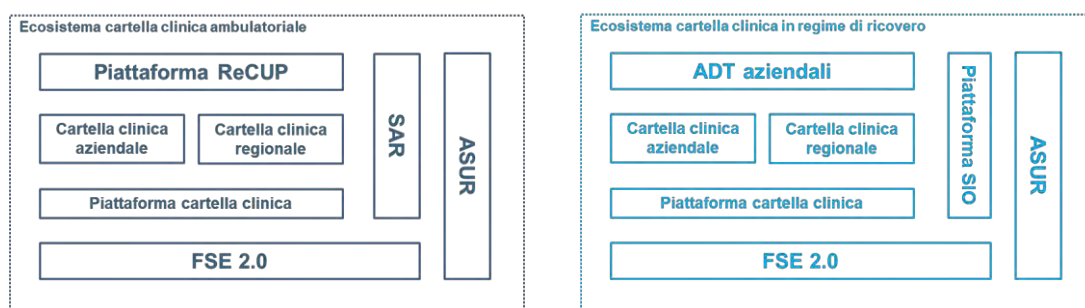 Ecosistema cartella clinica ambulatoriale
Piattaforma ReCUP
Cartella clinica
aziendale
Cartella clinica
regionale
Piattaforma cartella clinica
FSE 2.0
SAR
ASUR
Ecosistema cartella clinica in regime di ricovero
ADT aziendali
Cartella clinica
aziendale
Cartella clinica
regionale
Piattaforma cartella clinica
FSE 2.0
Piattaforma SIO
ASUR